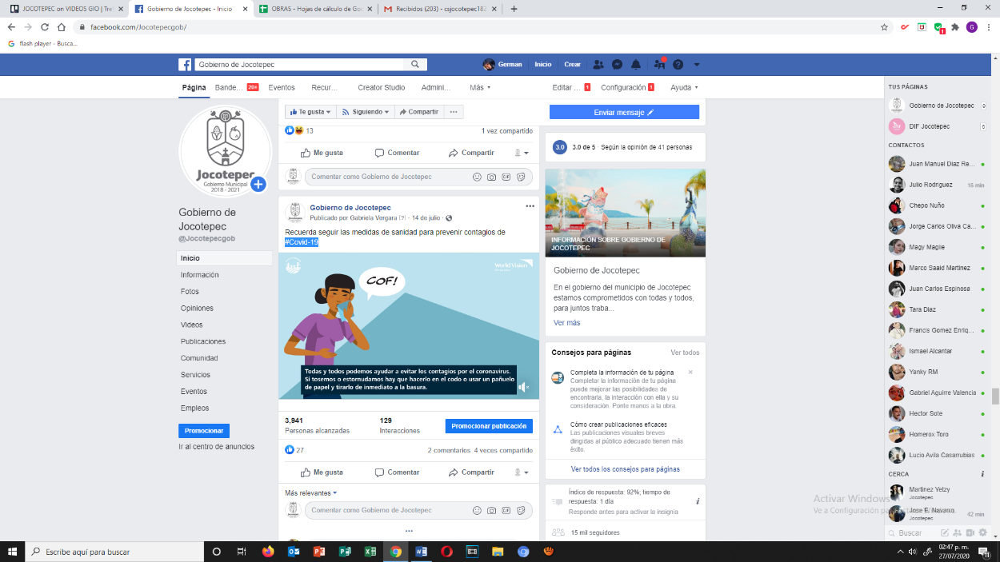 JOCOTEPEC on VIDEOS GIO | Tre
Gobierno de Jocotepec - Inicio
OBRAS - Hojas de cálculo de Goo
Recibidos (203) - csjocotepec18
facebook.com/Jocotepecgob/
flash player - Busca...
Gobierno de Jocotepec
German
Inicio
Crear
Página
Bande...
20+
Eventos
Recur...
Creator Studio
Admini...
Más
Editar ...
1
Configuración
1
Ayuda
Te gusta
Siguiendo
Compartir
Enviar mensaje
13
1 vez compartido
Me gusta
Comentar
Compartir
Comentar como Gobierno de Jocotepec
Jocotepec
Gobierno Municipal
2018 - 2021
Gobierno de
Jocotepec
@Jocotepecgob
Inicio
Información
Fotos
Opiniones
Videos
Publicaciones
Comunidad
Servicios
Eventos
Empleos
Promocionar
Ir al centro de anuncios
Gobierno de Jocotepec
Publicado por Gabriela Vergara [?] · 14 de julio ·
Recuerda seguir las medidas de sanidad para prevenir contagios de
#Covid-19
World Vision
COF!
Todas y todos podemos ayudar a evitar los contagios por el coronavirus.
Si tosemos o estornudamos hay que hacerlo en el codo o usar un pañuelo
de papel y tirarlo de inmediato a la basura.
3,941
Personas alcanzadas
129
Interacciones
Promocionar publicación
27
2 comentarios 4 veces compartido
Me gusta
Comentar
Compartir
Más relevantes
Comentar como Gobierno de Jocotepec
3.0
3.0 de 5 · Según la opinión de 41 personas
INFORMACIÓN SOBRE GOBIERNO DE
JOCOTEPEC
Gobierno de Jocotepec
En el gobierno del municipio de Jocotepec
estamos comprometidos con todas y todos,
para juntos traba...
Ver más
Consejos para páginas
Ver todos
Completa la información de tu página
Completar la información de tu página
puede mejorar las posibilidades de
encontrarla, la interacción con ella y su
consideración. Ponte manos a la obra.
Cómo crear publicaciones eficaces
Las publicaciones visuales breves
dirigidas al público adecuado tienen más
éxito.
Ver todos los consejos para páginas
Índice de respuesta: 92%; tiempo de
respuesta: 1 día
Responde antes para activar la insignia
15 mil seguidores
TUS PÁGINAS
Gobierno de Jocotepec
9
DIF Jocotepec
6
CONTACTOS
Juan Manuel Diaz Re...
Julio Rodriguez
16 min
Chepo Nuño
Jorge Carlos Oliva Ca...
Magy Magile
Marco Saaid Martinez
Juan Carlos Espinosa
Tara Diaz
Francis Gomez Enriq...
Ismael Alcantar
Yanky RM
Gabriel Aguirre Valencia
Hector Sote
Homerox Toro
Lucio Avila Casarrubias
CERCA
Martinez Yetzy
Jocotepec
Jose E. Navarro
Jocotepec
42 min
Buscar
Activar Windows
Ve a Configuración
Escribe aquí para buscar
02:47 p. m.
27/07/2020
11